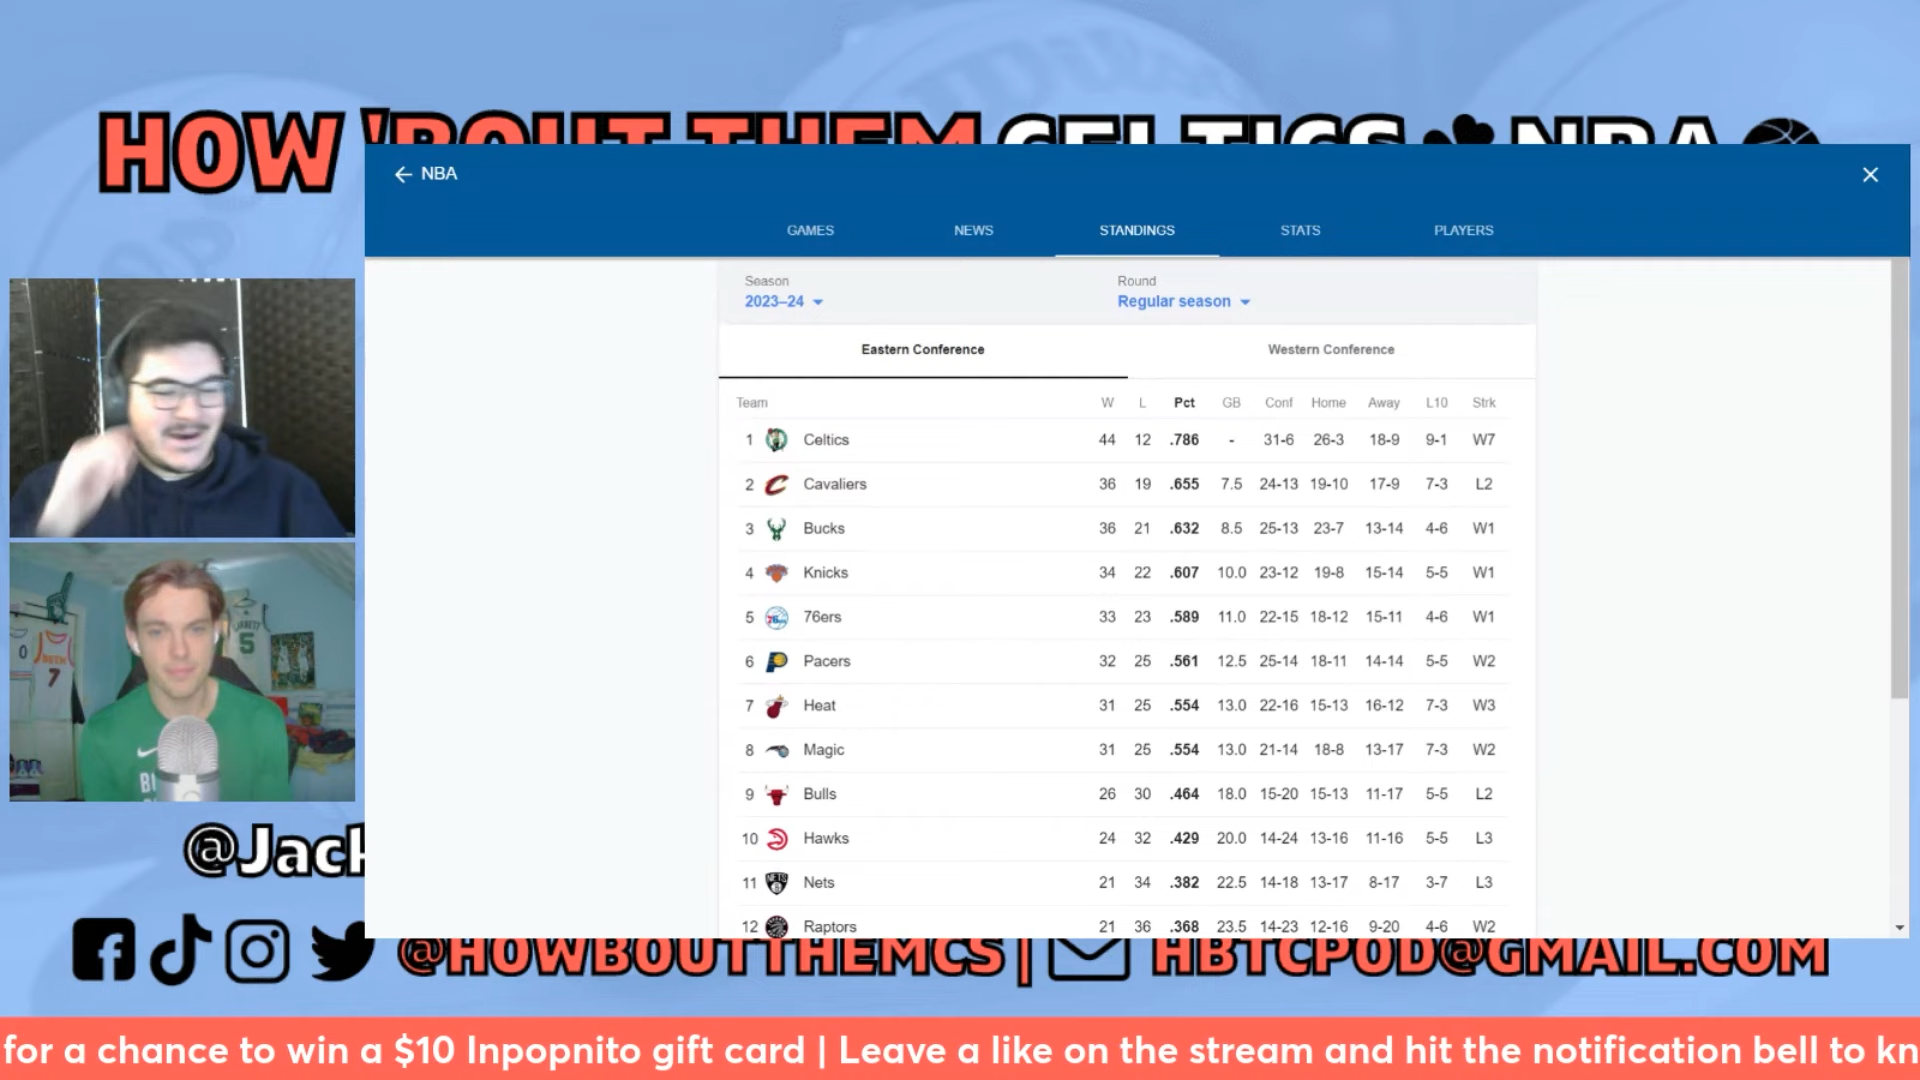 HOW 'BOUT THEM CELTICS NBA
NBA
GAMES NEWS STANDINGS STATS PLAYERS
Season Round
2023–24 Regular season
Eastern Conference Western Conference
Team W L Pct GB Conf Home Away L10 Strk
1 Celtics 44 12 .786 - 31-6 26-3 18-9 9-1 W7
2 Cavaliers 36 19 .655 7.5 24-13 19-10 17-9 7-3 L2
3 Bucks 36 21 .632 8.5 25-13 23-7 13-14 4-6 W1
4 Knicks 34 22 .607 10.0 23-12 19-8 15-14 5-5 W1
5 76ers 33 23 .589 11.0 22-15 18-12 15-11 4-6 W1
6 Pacers 32 25 .561 12.5 25-14 18-11 14-14 5-5 W2
7 Heat 31 25 .554 13.0 22-16 15-13 16-12 7-3 W3
8 Magic 31 25 .554 13.0 21-14 18-8 13-17 7-3 W2
9 Bulls 26 30 .464 18.0 15-20 15-13 11-17 5-5 L2
10 Hawks 24 32 .429 20.0 14-24 13-16 11-16 5-5 L3
11 Nets 21 34 .382 22.5 14-18 13-17 8-17 3-7 L3
12 Raptors 21 36 .368 23.5 14-23 12-16 9-20 4-6 W2
0
7
5
@Jack
@HOWBOUTTHEMCS | HBTCPOD@GMAIL.COM
for a chance to win a $10 Inpopnito gift card | Leave a like on the stream and hit the notification bell to kn